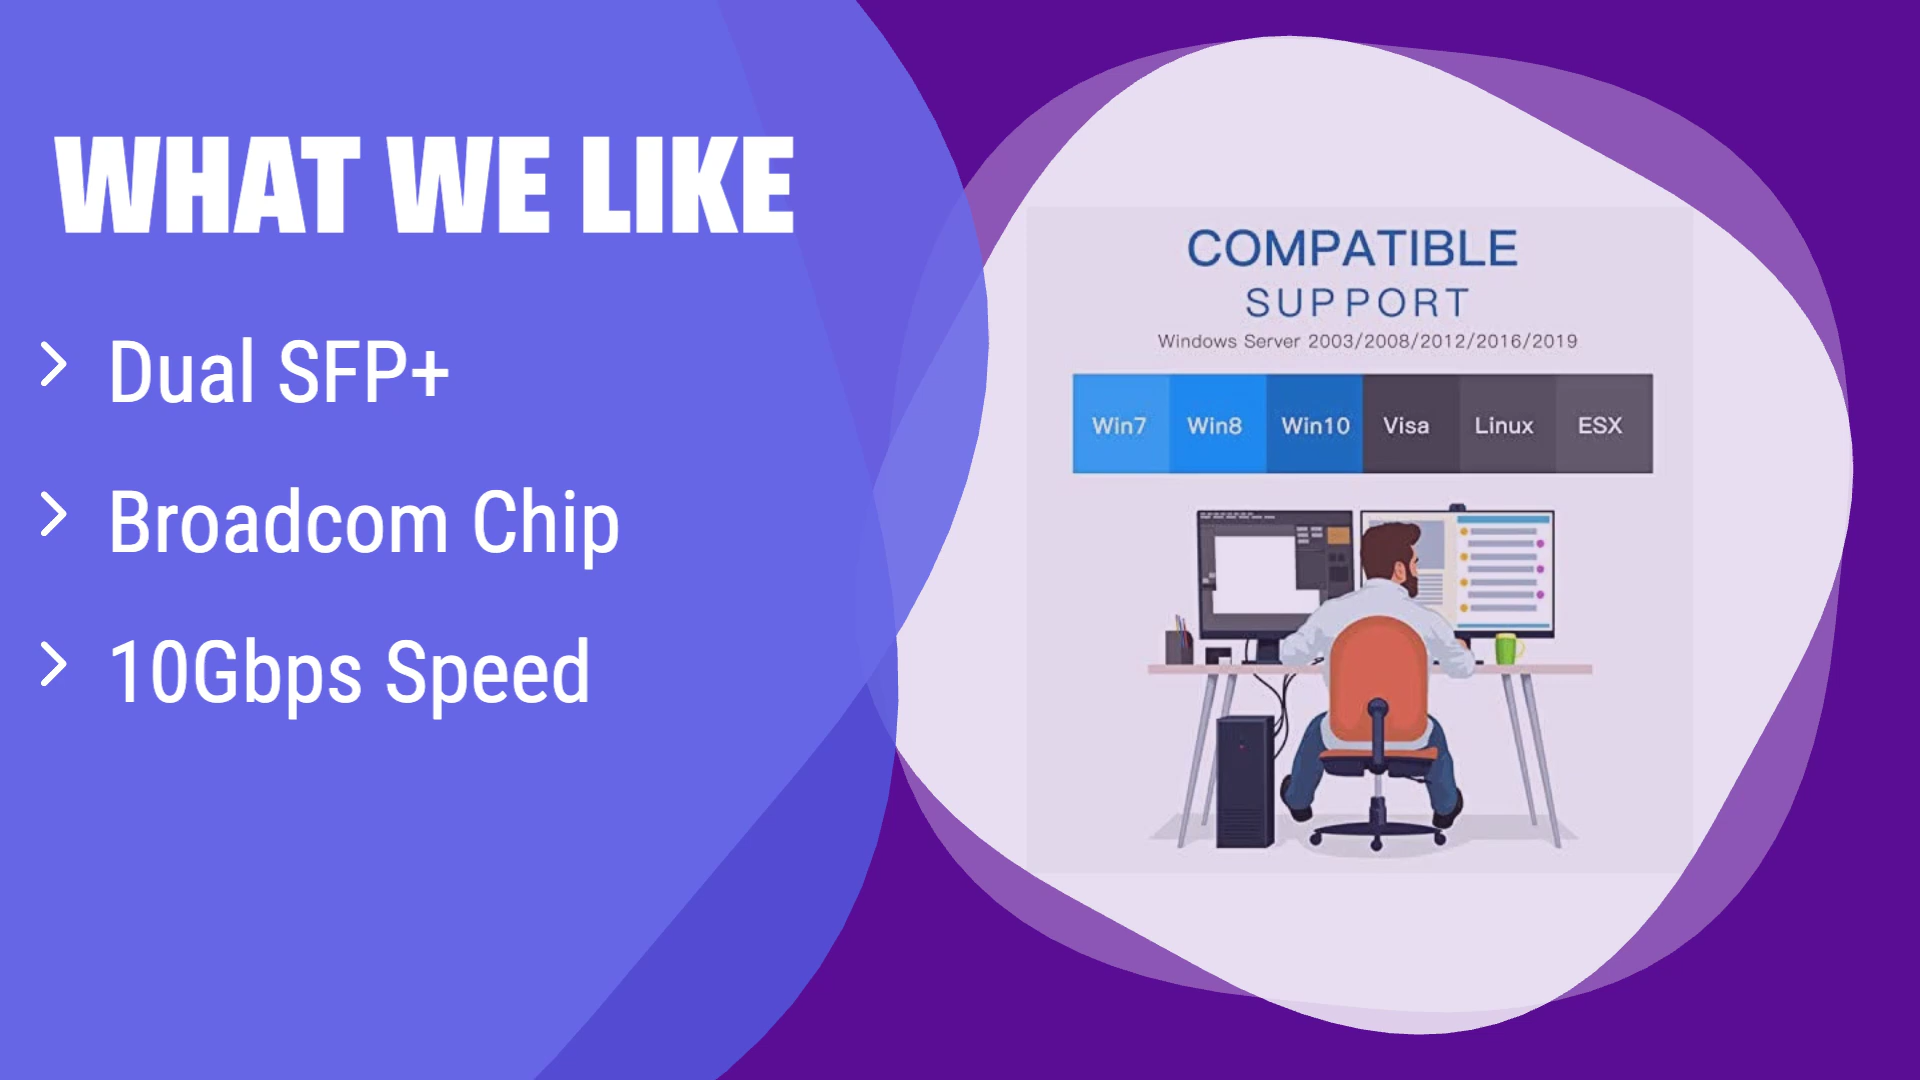 WHAT WE LIKE
Dual SFP+
Broadcom Chip
10Gbps Speed
COMPATIBLE
SUPPORT
Windows Server 2003/2008/2012/2016/2019
Win7 Win8 Win10 Visa Linux ESX